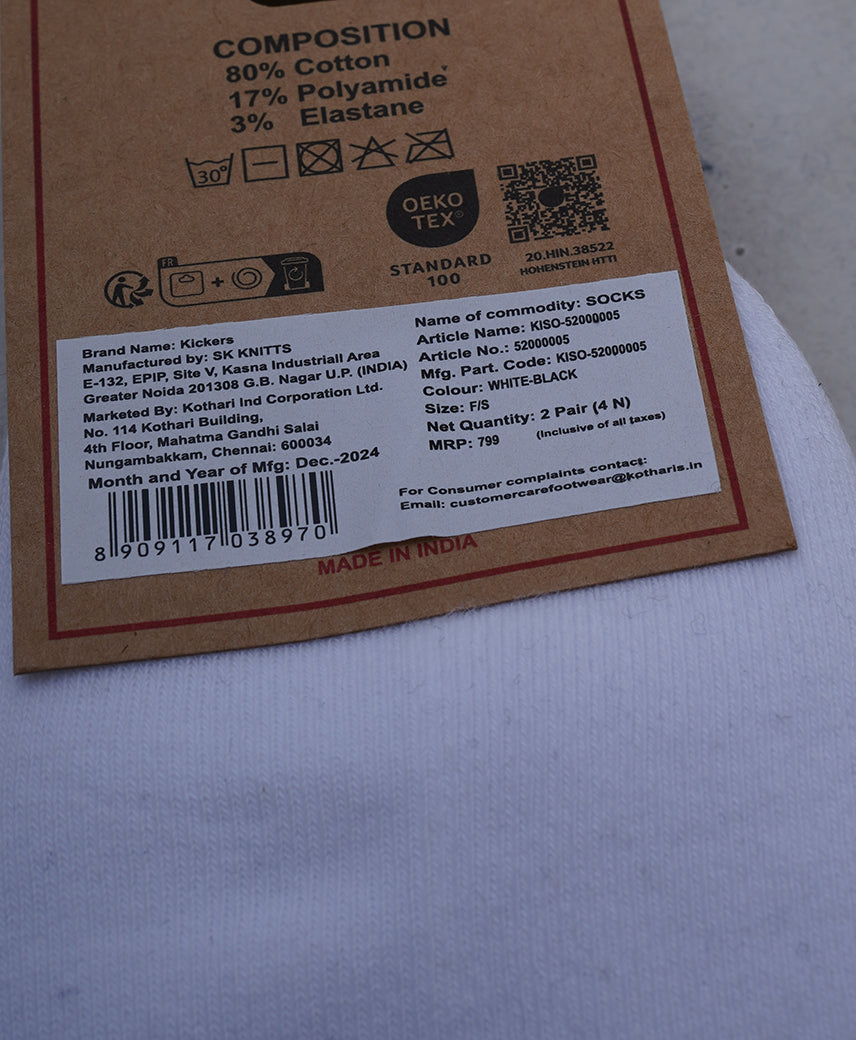 COMPOSITION
80% Cotton
17% Polyamide
3% Elastane
30°
OEKO
TEX®
STANDARD
100
20.HIN.38522
HOHENSTEIN HTTI
FR
+
Brand Name: Kickers
Manufactured by: SK KNITTS
E-132, EPIP, Site V, Kasna Industriall Area
Greater Noida 201308 G.B. Nagar U.P. (INDIA)
Marketed By: Kothari Ind Corporation Ltd.
No. 114 Kothari Building,
4th Floor, Mahatma Gandhi Salai
Nungambakkam, Chennai: 600034
Month and Year of Mfg: Dec.-2024
8 909117 038970
Name of commodity: SOCKS
Article Name: KISO-52000005
Article No.: 52000005
Mfg. Part. Code: KISO-52000005
Colour: WHITE-BLACK
Size: F/S
Net Quantity: 2 Pair (4 N)
MRP: 799 (Inclusive of all taxes)
For Consumer complaints contact:
Email: customercarefootwear@kotharis.in
MADE IN INDIA